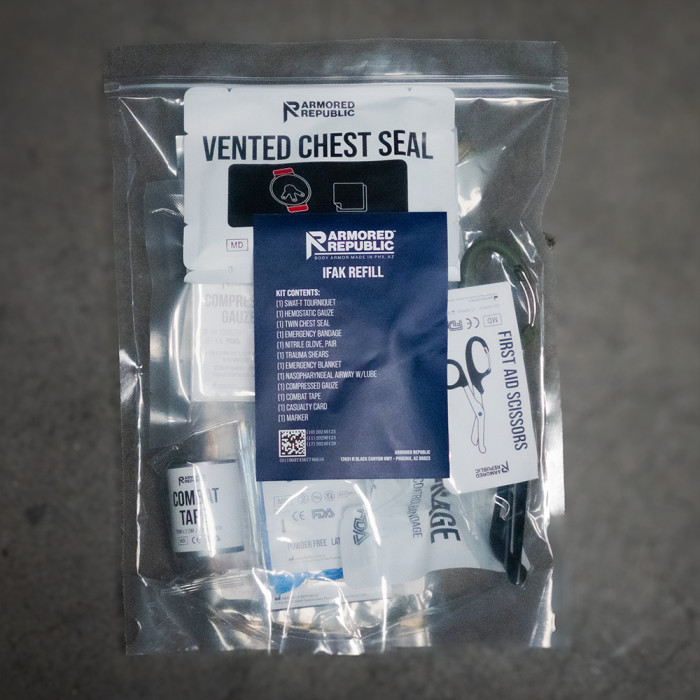 ARMORED
REPUBLIC
VENTED CHEST SEAL
MD
ARMORED
REPUBLIC
BODY ARMOR MADE IN PHX, AZ
IFAK REFILL
KIT CONTENTS:
[1] SWAT-T TOURNIQUET
[1] HEMOSTATIC GAUZE
[1] TWIN CHEST SEAL
[1] EMERGENCY BANDAGE
[1] NITRILE GLOVE, PAIR
[1] TRAUMA SHEARS
[1] EMERGENCY BLANKET
[1] NASOPHARYNGEAL AIRWAY W/LUBE
[1] COMPRESSED GAUZE
[1] COMBAT TAPE
[1] CASUALTY CARD
[1] MARKER
ARMORED REPUBLIC
GAUZE
CE MD
FIRST AID SCISSORS
ARMORED
REPUBLIC
COMBAT
CE FDA
POWDER FREE
FDA